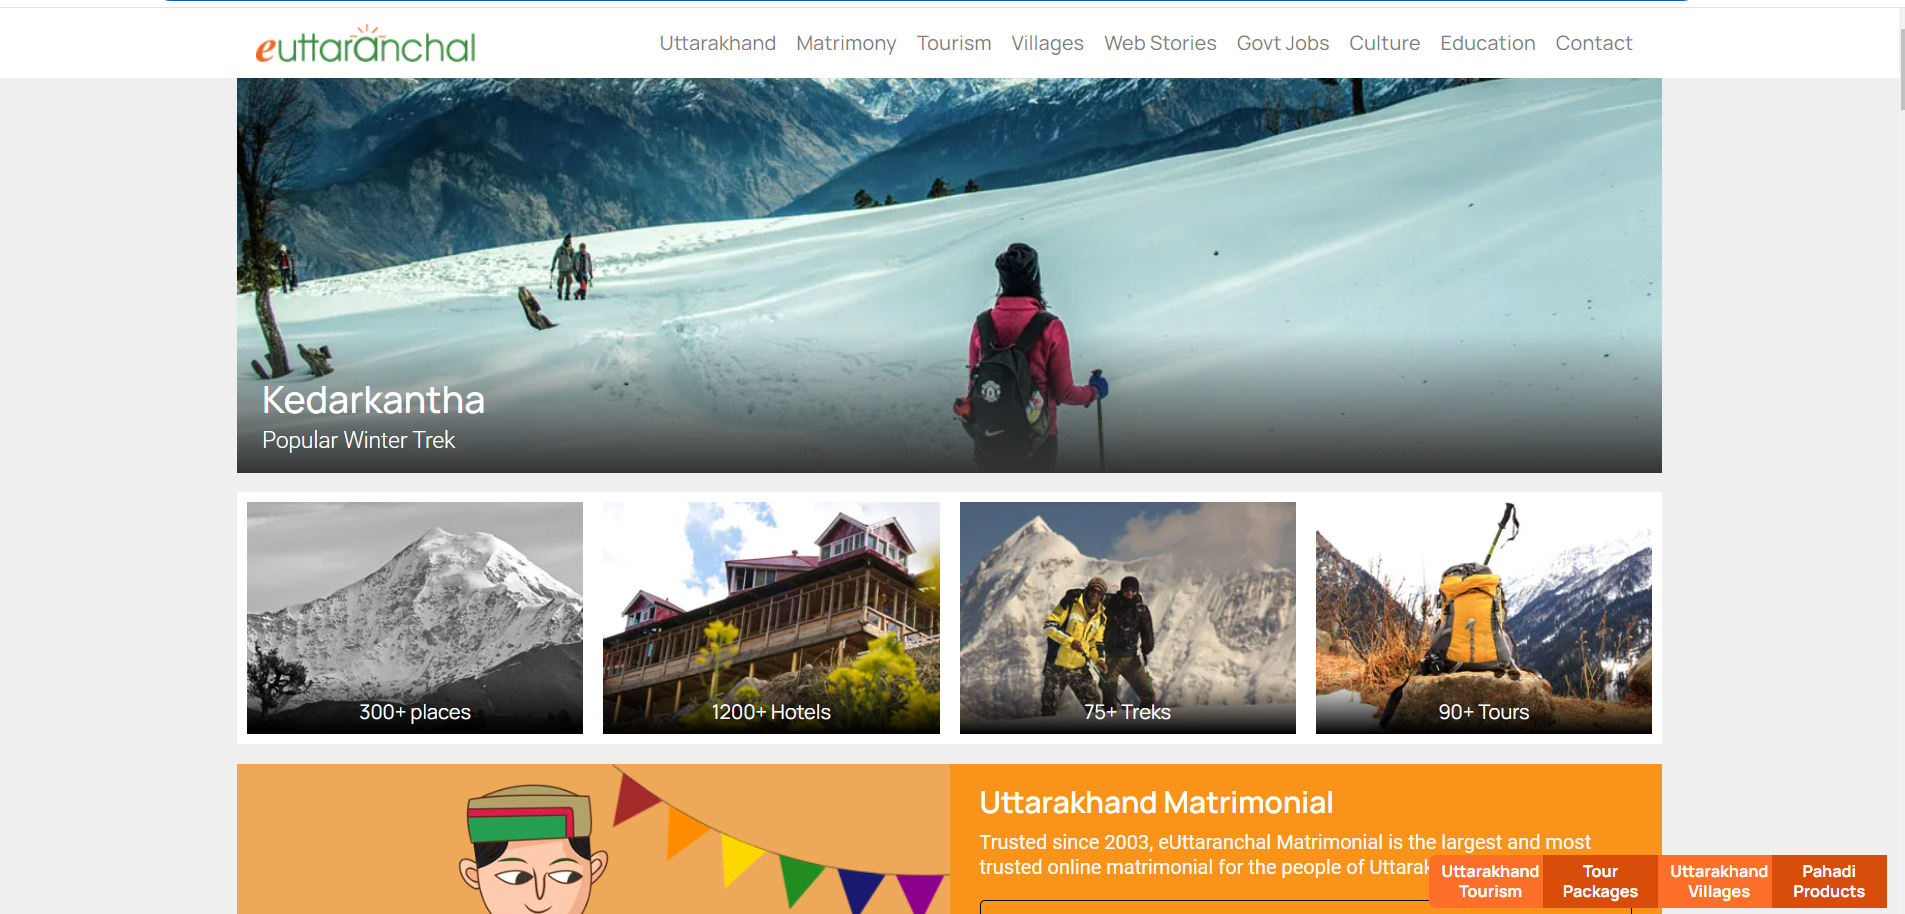 euttaranchal
Uttarakhand Matrimony Tourism Villages Web Stories Govt Jobs Culture Education Contact
Kedarkantha
Popular Winter Trek
300+ places
1200+ Hotels
75+ Treks
90+ Tours
Uttarakhand Matrimonial
Trusted since 2003, eUttaranchal Matrimonial is the largest and most
trusted online matrimonial for the people of Uttarak
Uttarakhand
Tourism
Tour
Packages
Uttarakhand
Villages
Pahadi
Products